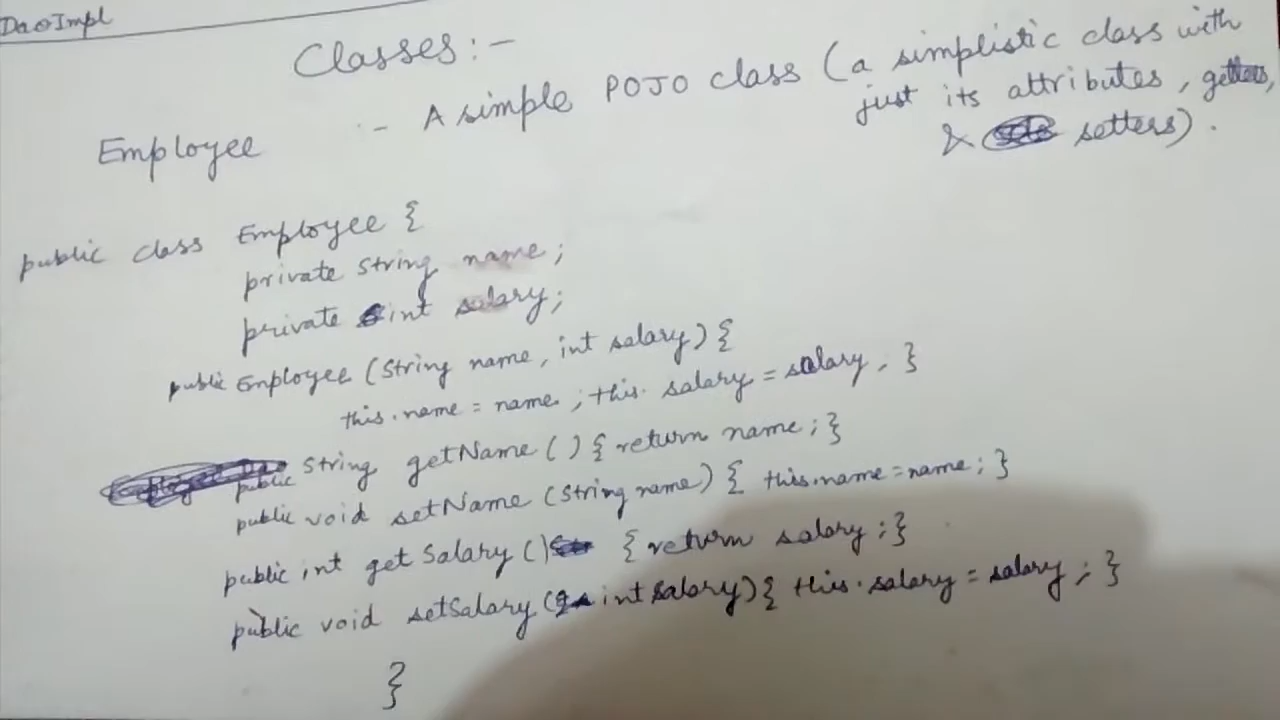 DaoImpl
Classes:-
Employee :- A simple POJO class (a simplistic class with
just its attributes, getters,
& setters).
public class Employee {
private String name;
private int salary;
public Employee (String name, int salary) {
this.name = name; this.salary = salary; }
public String getName () { return name; }
public void setName (String name) { this.name = name; }
public int getSalary () { return salary; }
public void setSalary (int salary) { this.salary = salary; }
}